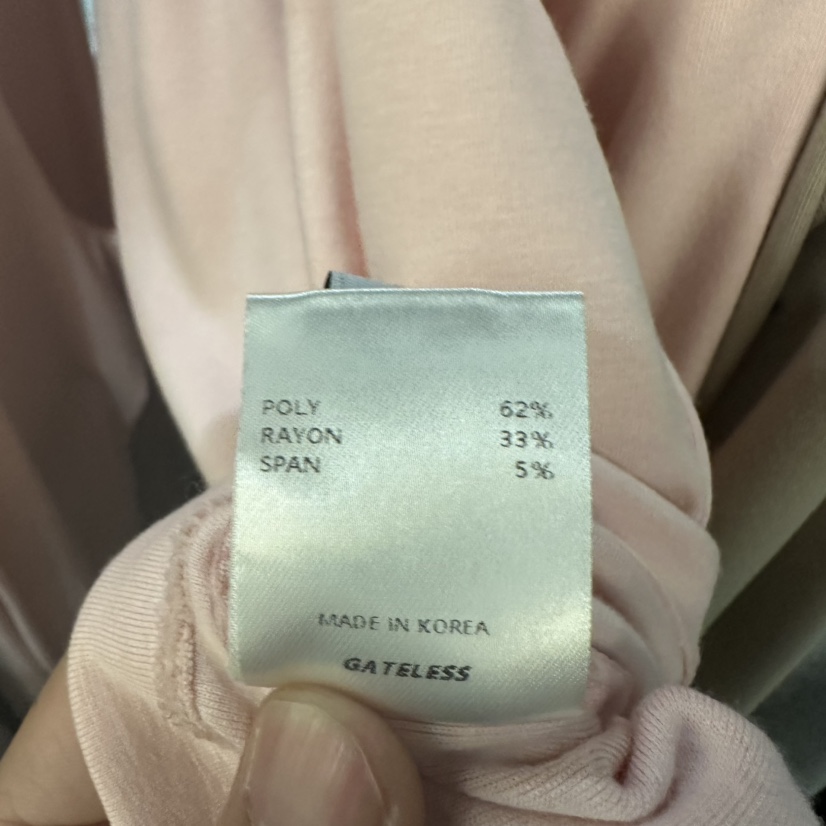 POLY 62%
RAYON 33%
SPAN 5%
MADE IN KOREA
GATELESS